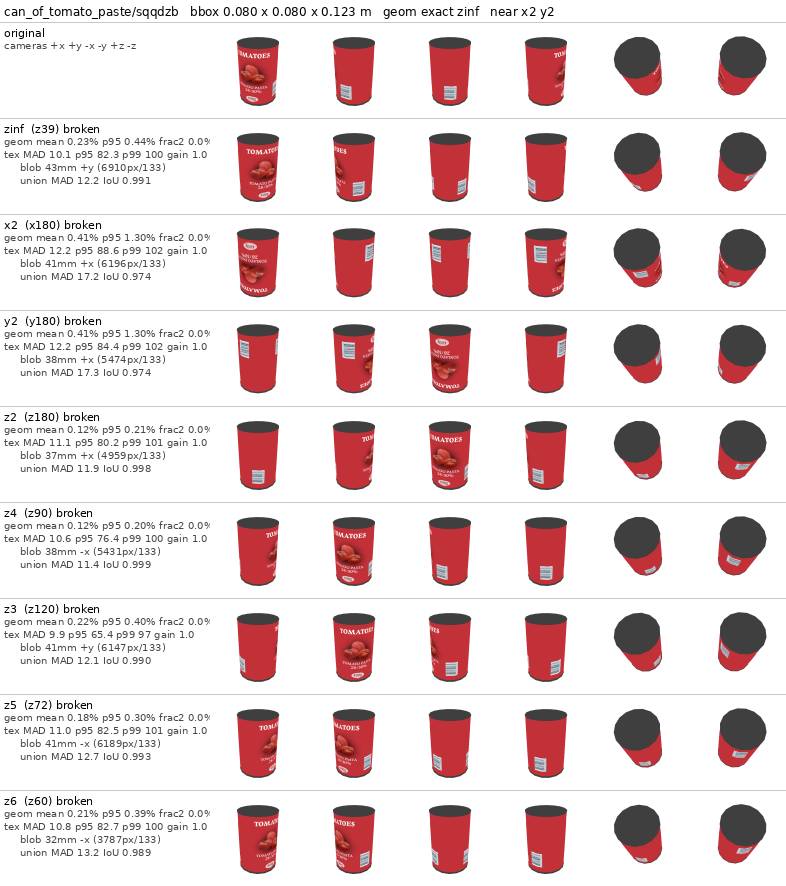 can_of_tomato_paste/sqqdzb bbox 0.080 x 0.080 x 0.123 m geom exact zinf near x2 y2
original
cameras +x +y -x -y +z -z
TOMATOES
zinf (z39) broken
geom mean 0.23% p95 0.44% frac2 0.0%
tex MAD 10.1 p95 82.3 p99 100 gain 1.0
blob 43mm +y (6910px/133)
union MAD 12.2 IoU 0.991
x2 (x180) broken
geom mean 0.41% p95 1.30% frac2 0.0%
tex MAD 12.2 p95 88.6 p99 102 gain 1.0
blob 41mm +x (6196px/133)
union MAD 17.2 IoU 0.974
y2 (y180) broken
geom mean 0.41% p95 1.30% frac2 0.0%
tex MAD 12.2 p95 84.4 p99 102 gain 1.0
blob 38mm +x (5474px/133)
union MAD 17.3 IoU 0.974
z2 (z180) broken
geom mean 0.12% p95 0.21% frac2 0.0%
tex MAD 11.1 p95 80.2 p99 101 gain 1.0
blob 37mm +x (4959px/133)
union MAD 11.9 IoU 0.998
TOMATOES
z4 (z90) broken
geom mean 0.12% p95 0.20% frac2 0.0%
tex MAD 10.6 p95 76.4 p99 100 gain 1.0
blob 38mm -x (5431px/133)
union MAD 11.4 IoU 0.999
TOMATOES
z3 (z120) broken
geom mean 0.22% p95 0.40% frac2 0.0%
tex MAD 9.9 p95 65.4 p99 97 gain 1.0
blob 41mm +y (6147px/133)
union MAD 12.1 IoU 0.990
TOMATOES
z5 (z72) broken
geom mean 0.18% p95 0.30% frac2 0.0%
tex MAD 11.0 p95 82.5 p99 101 gain 1.0
blob 41mm -x (6189px/133)
union MAD 12.7 IoU 0.993
z6 (z60) broken
geom mean 0.21% p95 0.39% frac2 0.0%
tex MAD 10.8 p95 82.7 p99 100 gain 1.0
blob 32mm -x (3787px/133)
union MAD 13.2 IoU 0.989